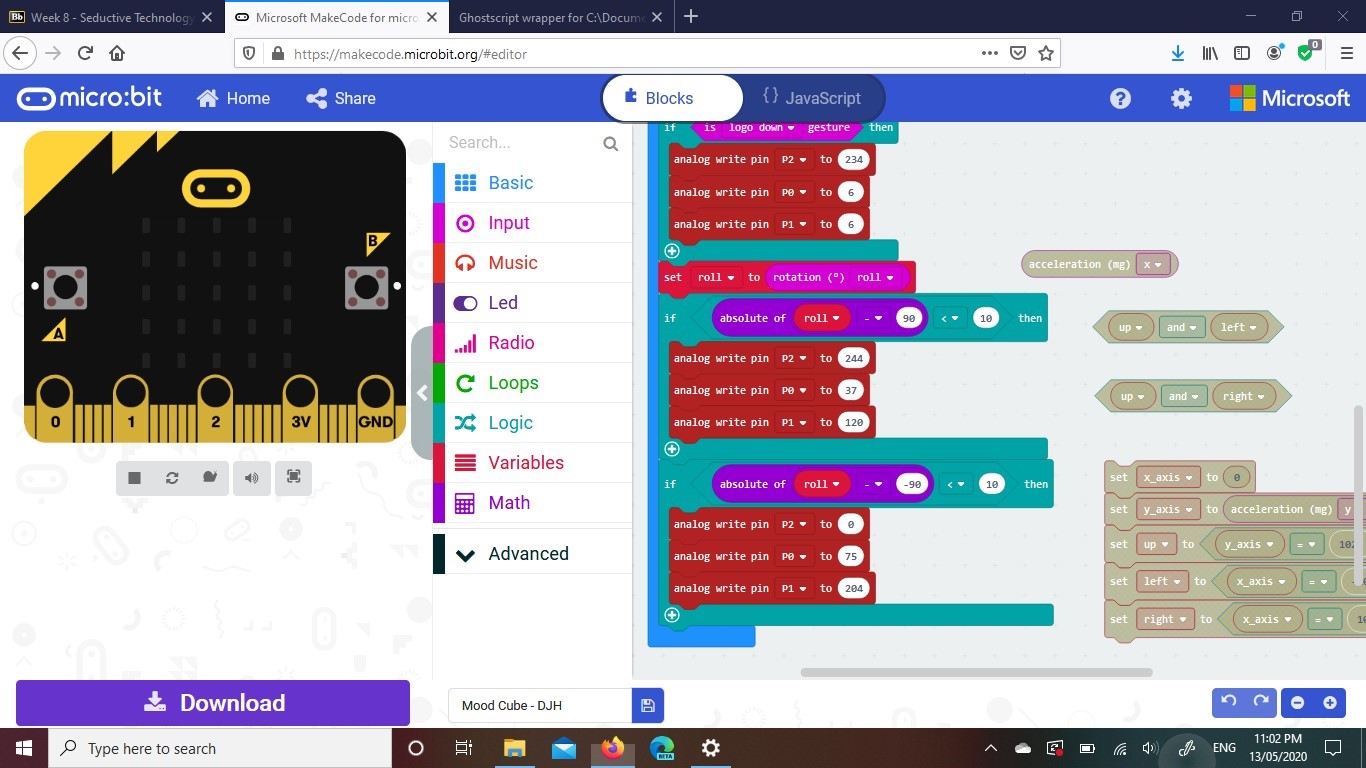 Week 8 - Seductive Technology
Microsoft MakeCode for micro
Ghostscript wrapper for C:\Docume
https://makecode.microbit.org/#editor
0
micro:bit
Home
Share
Blocks
{} JavaScript
Microsoft
B
A
0 1 2 3V GND
Search...
Basic
Input
Music
Led
Radio
Loops
Logic
Variables
Math
Advanced
if is logo down gesture then
analog write pin P2 to 234
analog write pin P0 to 6
analog write pin P1 to 6
set roll to rotation (°) roll
if absolute of roll - 90 < 10 then
analog write pin P2 to 244
analog write pin P0 to 37
analog write pin P1 to 120
if absolute of roll - -90 < 10 then
analog write pin P2 to 0
analog write pin P0 to 75
analog write pin P1 to 204
acceleration (mg) x
up and left
up and right
set x_axis to 0
set y_axis to acceleration (mg) y
set up to y_axis = 102
set left to x_axis = -
set right to x_axis = 10
Download
Mood Cube - DJH
Type here to search
BETA
ENG
11:02 PM
13/05/2020